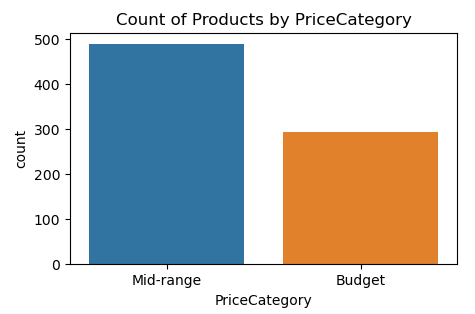 Count of Products by PriceCategory
500
400
300
200
100
0
count
Mid-range
Budget
PriceCategory